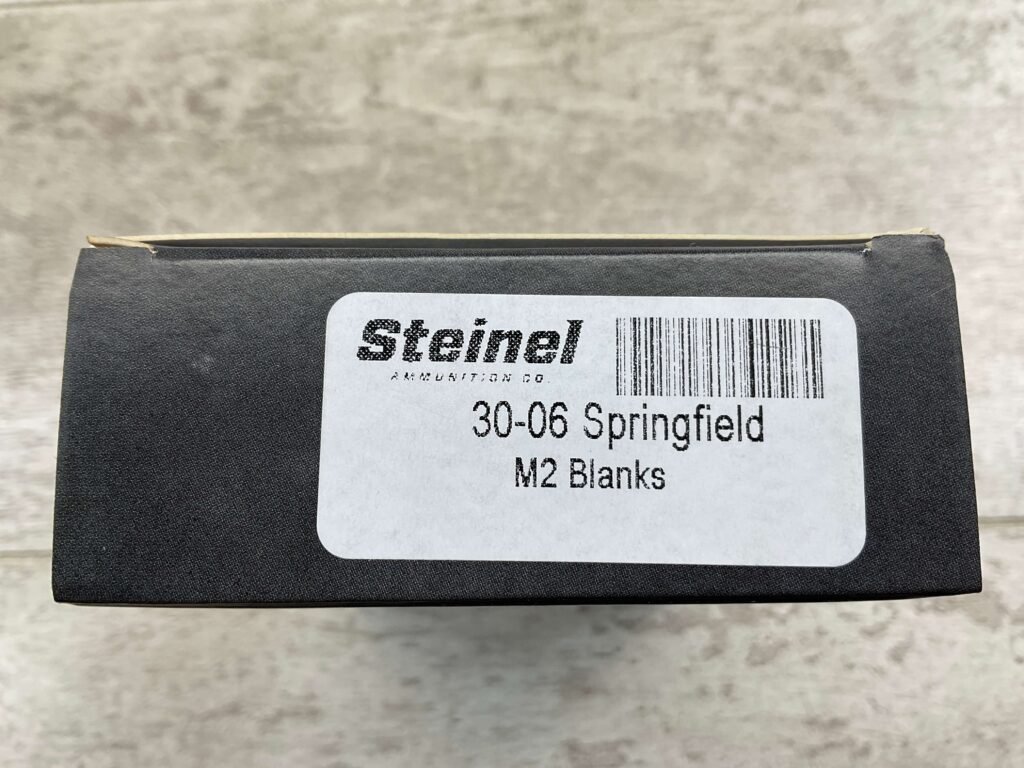 Steinel
AMMUNITION CO.
30-06 Springfield
M2 Blanks